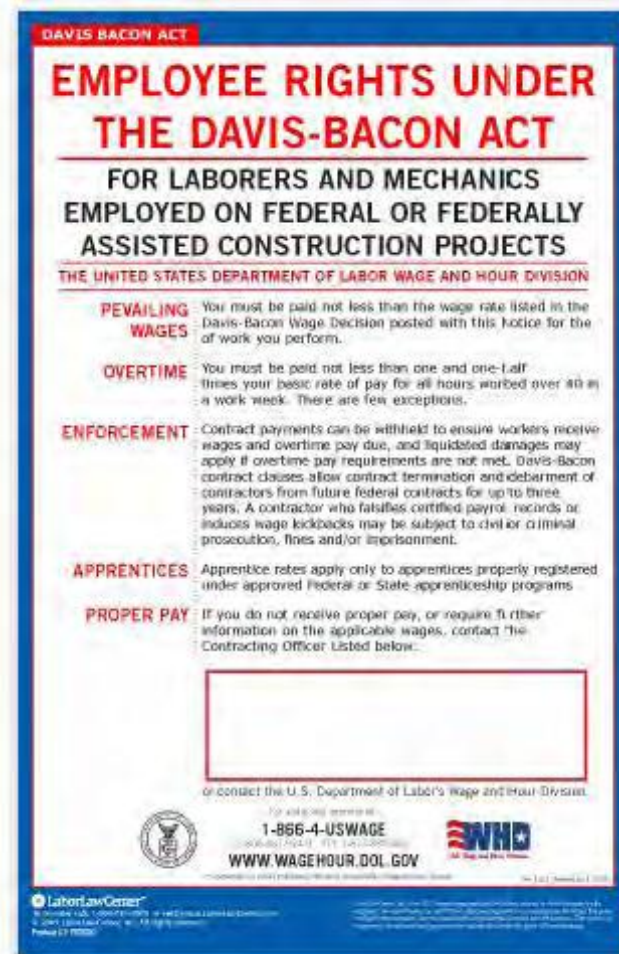 DAVIS BACON ACT
EMPLOYEE RIGHTS UNDER
THE DAVIS-BACON ACT
FOR LABORERS AND MECHANICS
EMPLOYED ON FEDERAL OR FEDERALLY
ASSISTED CONSTRUCTION PROJECTS
THE UNITED STATES DEPARTMENT OF LABOR WAGE AND HOUR DIVISION
PEVAILING
WAGES
You must be paid not less than the wage rate listed in the
Davis-Bacon Wage Decision posted with this Notice for the
of work you perform.
OVERTIME
You must be paid not less than one and one-half
times your basic rate of pay for all hours worked over 40 in
a work week. There are few exceptions.
ENFORCEMENT
Contract payments can be withheld to ensure workers receive
wages and overtime pay due, and liquidated damages may
apply if overtime pay requirements are not met. Davis-Bacon
contract clauses allow contract termination and debarment of
contractors from future federal contracts for up to three
years. A contractor who falsifies certified payrol records or
induces wage kickbacks may be subject to civil or criminal
prosecution, fines and/or imprisonment.
APPRENTICES
Apprentice rates apply only to apprentices properly registered
under approved Federal or State apprenticeship programs
PROPER PAY
If you do not receive proper pay, or require further
information on the applicable wages, contact the
Contracting Officer Listed below:
or contact the U.S. Department of Labor's Wage and Hour Division
1-866-4-USWAGE
WHD
WWW.WAGEHOUR.DOL.GOV
LaborLawCenter